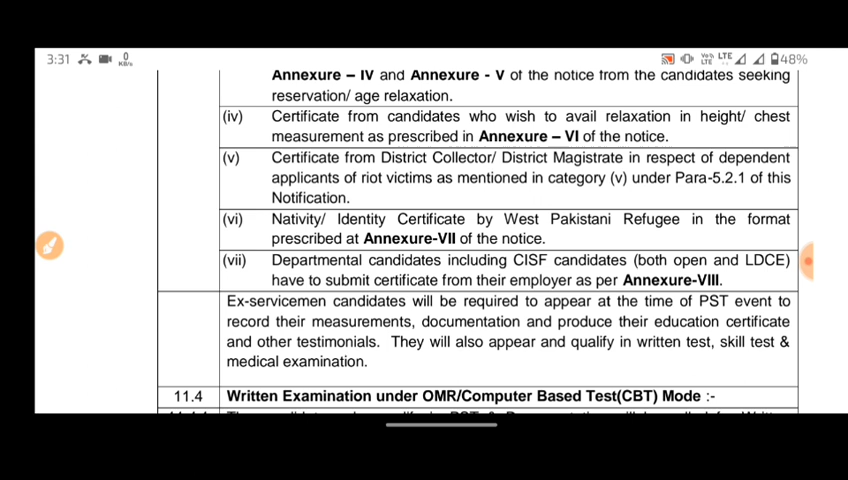 3:31
0
KB/s
Vo))
LTE
LTE
48%
Annexure – IV and Annexure - V of the notice from the candidates seeking
reservation/ age relaxation.
(iv) Certificate from candidates who wish to avail relaxation in height/ chest
measurement as prescribed in Annexure – VI of the notice.
(v) Certificate from District Collector/ District Magistrate in respect of dependent
applicants of riot victims as mentioned in category (v) under Para-5.2.1 of this
Notification.
(vi) Nativity/ Identity Certificate by West Pakistani Refugee in the format
prescribed at Annexure-VII of the notice.
(vii) Departmental candidates including CISF candidates (both open and LDCE)
have to submit certificate from their employer as per Annexure-VIII.
Ex-servicemen candidates will be required to appear at the time of PST event to
record their measurements, documentation and produce their education certificate
and other testimonials. They will also appear and qualify in written test, skill test &
medical examination.
11.4 Written Examination under OMR/Computer Based Test(CBT) Mode :-